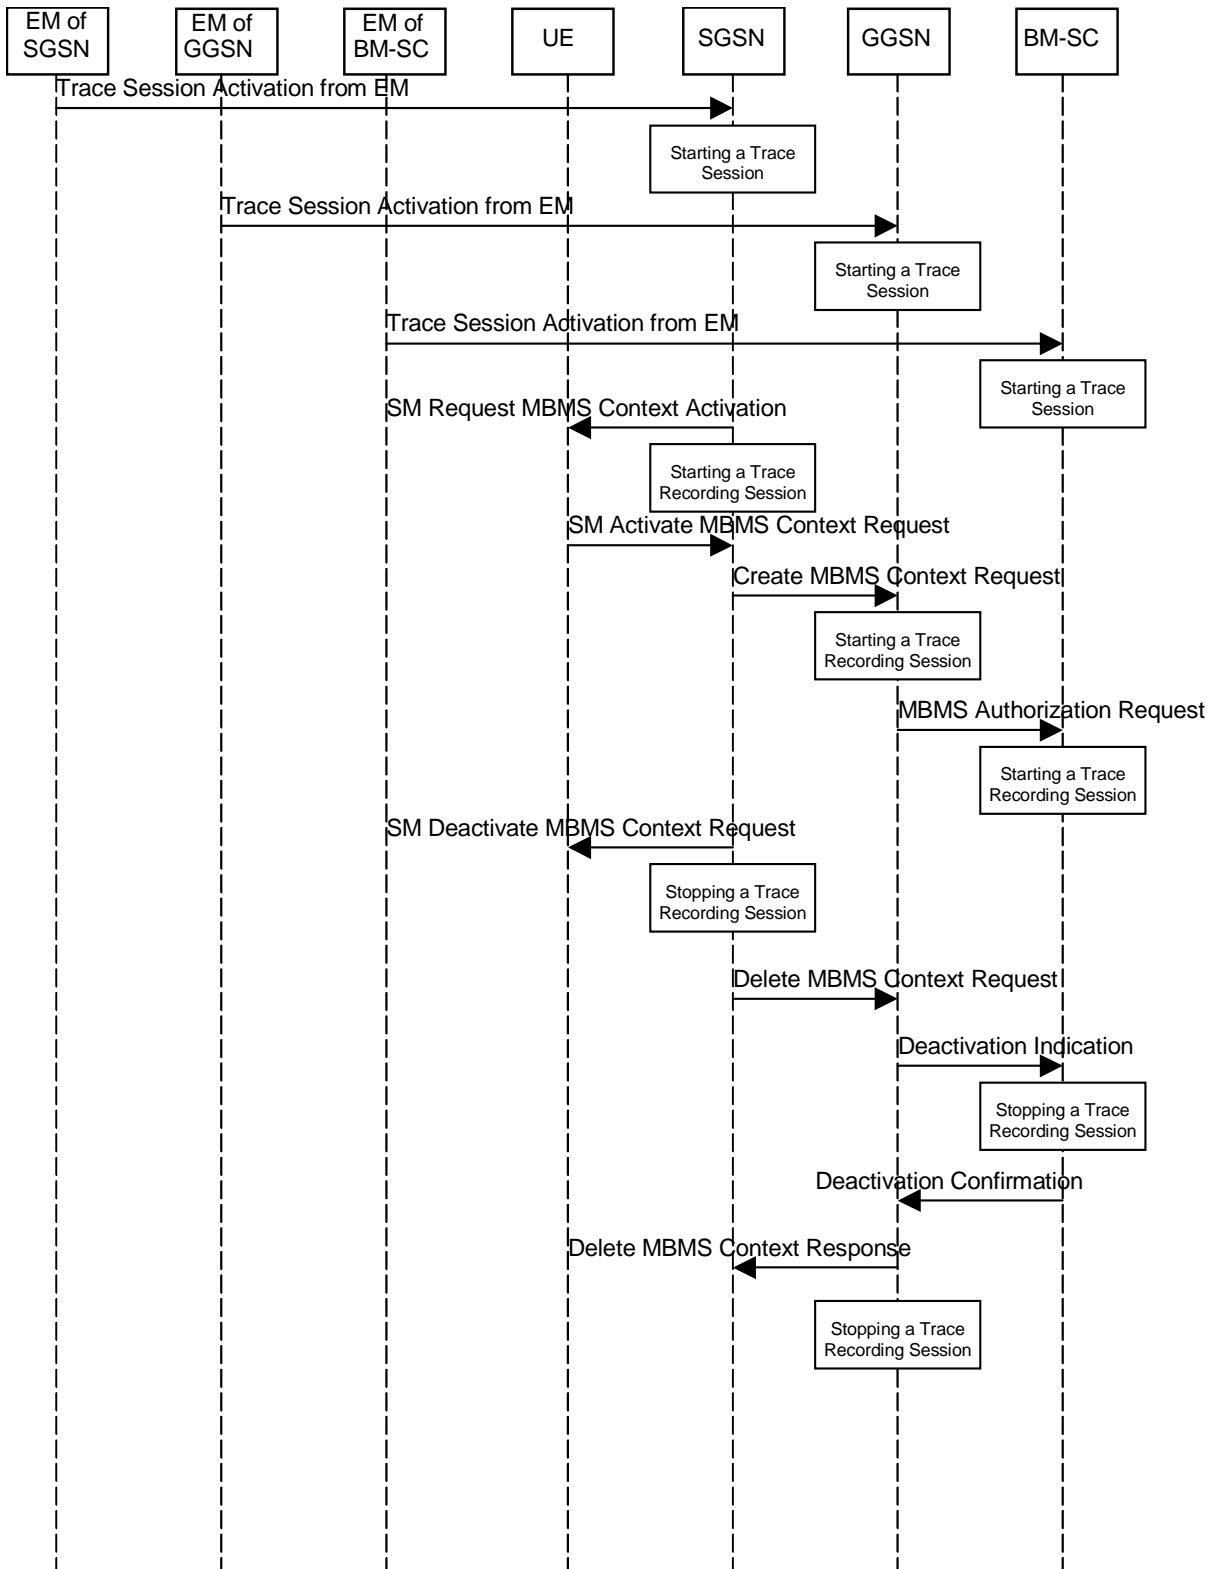 EM of
SGSN
EM of
GGSN
EM of
BM-SC
UE
SGSN
GGSN
BM-SC
Trace Session Activation from EM
Starting a Trace
Session
Trace Session Activation from EM
Starting a Trace
Session
Trace Session Activation from EM
Starting a Trace
Session
SM Request MBMS Context Activation
Starting a Trace
Recording Session
SM Activate MBMS Context Request
Create MBMS Context Request
Starting a Trace
Recording Session
MBMS Authorization Request
Starting a Trace
Recording Session
SM Deactivate MBMS Context Request
Stopping a Trace
Recording Session
Delete MBMS Context Request
Deactivation Indication
Stopping a Trace
Recording Session
Deactivation Confirmation
Delete MBMS Context Response
Stopping a Trace
Recording Session